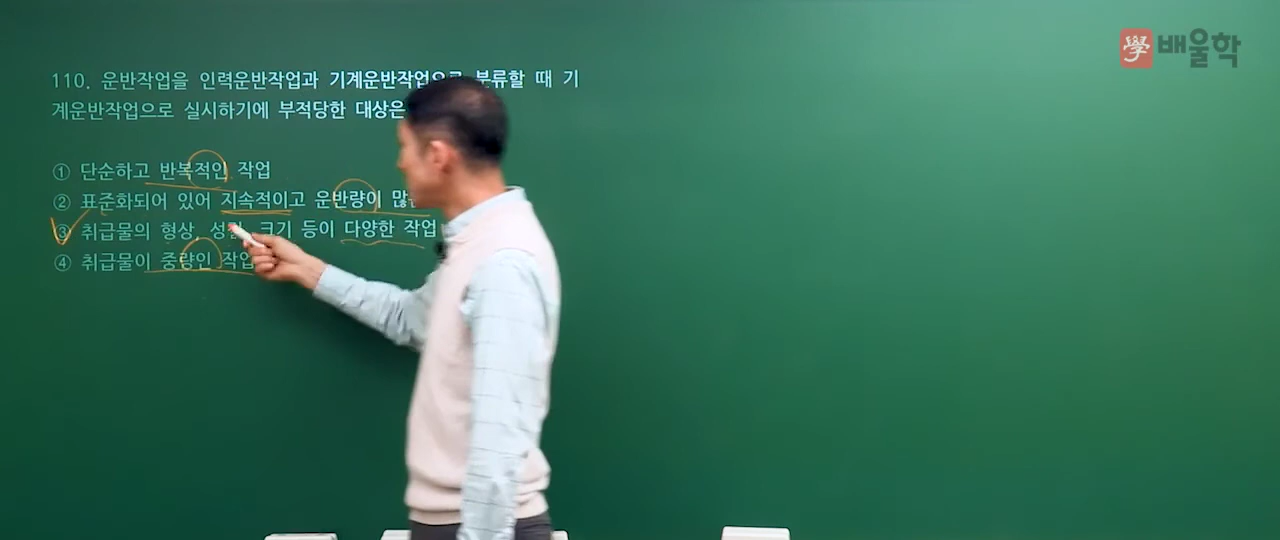 學 배울학
110. 운반작업을 인력운반작업과 기계운반작업으로 분류할 때 기
계운반작업으로 실시하기에 부적당한 대상은
① 단순하고 반복적인 작업
② 표준화되어 있어 지속적이고 운반량이 많은
③ 취급물의 형상, 성질, 크기 등이 다양한 작업
④ 취급물이 중량인 작업